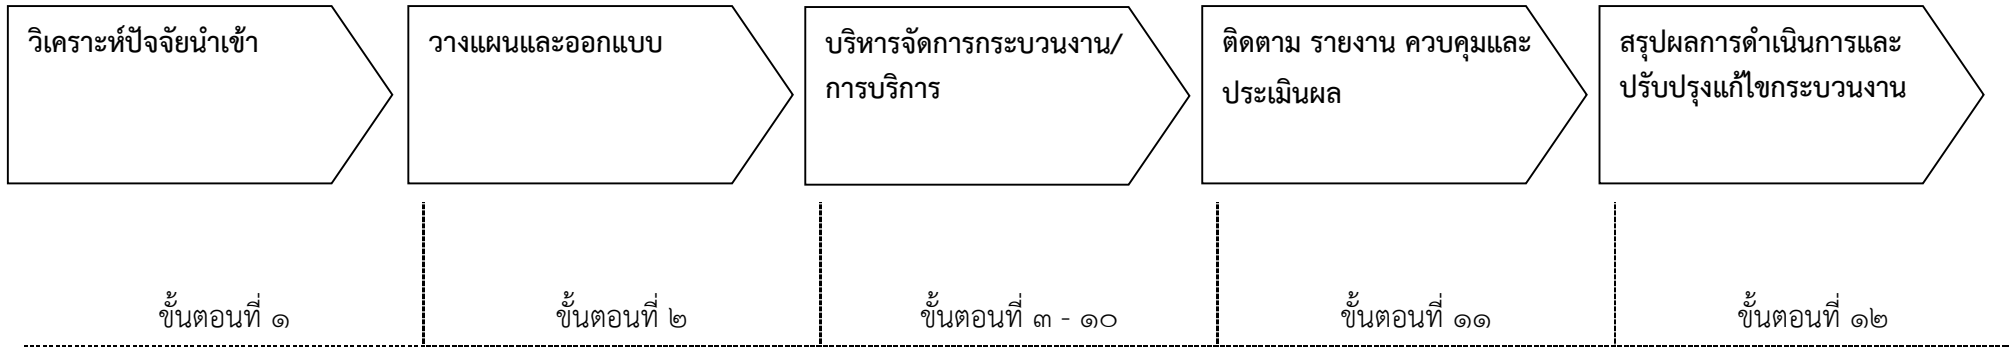 วิเคราะห์ปัจจัยนำเข้า
วางแผนและออกแบบ
บริหารจัดการกระบวนงาน/
การบริการ
ติดตาม รายงาน ควบคุมและ
ประเมินผล
สรุปผลการดำเนินการและ
ปรับปรุงแก้ไขกระบวนงาน
ขั้นตอนที่ ๑
ขั้นตอนที่ ๒
ขั้นตอนที่ ๓ - ๑๐
ขั้นตอนที่ ๑๑
ขั้นตอนที่ ๑๒